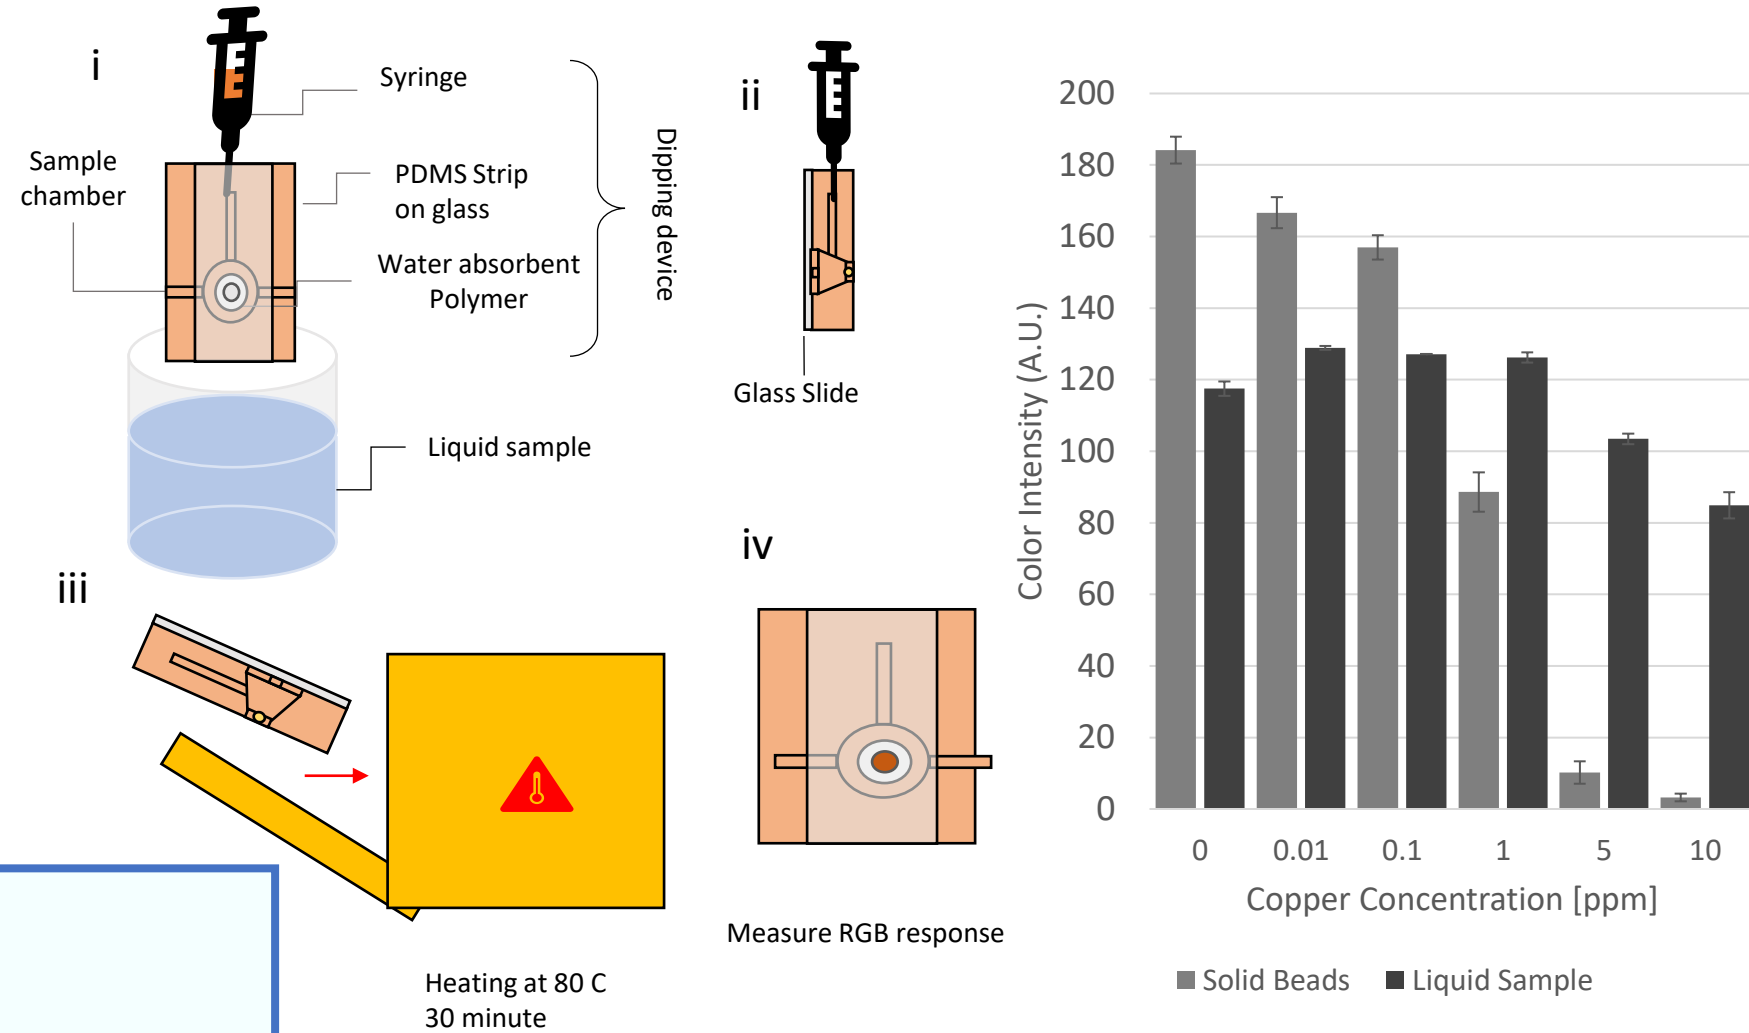 i
Syringe
Sample
chamber
PDMS Strip
on glass
Water absorbent
Polymer
Dipping device
Liquid sample
ii
Glass Slide
iii
Heating at 80 C
30 minute
iv
Measure RGB response
Color Intensity (A.U.)
200
180
160
140
120
100
80
60
40
20
0
0 0.01 0.1 1 5 10
Copper Concentration [ppm]
Solid Beads Liquid Sample